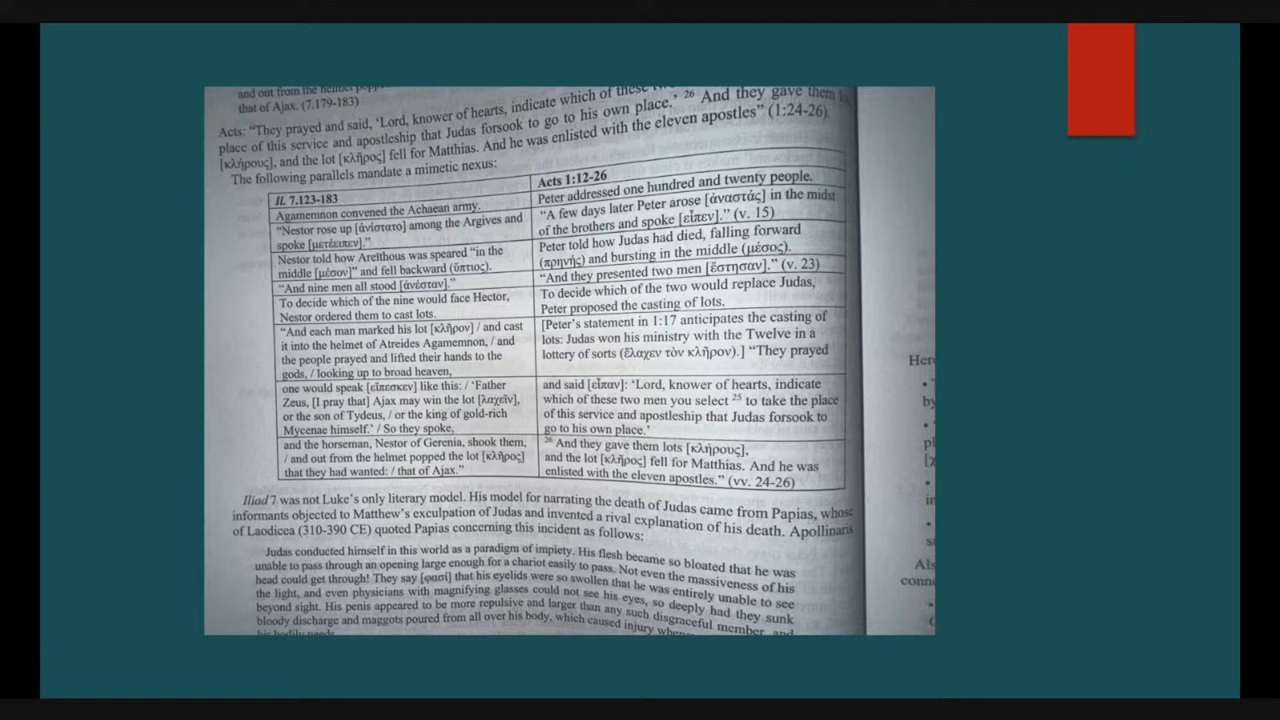 and out from the helmet
that of Ajax. (7.179-183)
Acts: “They prayed and said, ‘Lord, knower of hearts, indicate which of these
place of this service and apostleship that Judas forsook to go to his own place.’ 26 And they gave them
[κλήρους], and the lot [κλῆρος] fell for Matthias. And he was enlisted with the eleven apostles” (1:24-26).
The following parallels mandate a mimetic nexus:
Il. 7.123-183
Agamemnon convened the Achaean army.
“Nestor rose up [ἀνίστατο] among the Argives and
spoke [μετέειπεν].”
Nestor told how Areïthous was speared “in the
middle [μέσον]” and fell backward (ὕπτιος).
“And nine men all stood [ἀνέσταν].”
To decide which of the nine would face Hector,
Nestor ordered them to cast lots.
“And each man marked his lot [κλῆρον] / and cast
it into the helmet of Atreides Agamemnon, / and
the people prayed and lifted their hands to the
gods, / looking up to broad heaven,
one would speak [εἴπεσκεν] like this: / ‘Father
Zeus, [I pray that] Ajax may win the lot [λαχεῖν],
or the son of Tydeus, / or the king of gold-rich
Mycenae himself.’ / So they spoke,
and the horseman, Nestor of Gerenia, shook them,
/ and out from the helmet popped the lot [κλῆρος]
that they had wanted: / that of Ajax.”
Acts 1:12-26
Peter addressed one hundred and twenty people.
“A few days later Peter arose [ἀναστάς] in the midst
of the brothers and spoke [εἶπεν].” (v. 15)
Peter told how Judas had died, falling forward
(πρηνής) and bursting in the middle (μέσος).
“And they presented two men [ἔστησαν].” (v. 23)
To decide which of the two would replace Judas,
Peter proposed the casting of lots.
[Peter’s statement in 1:17 anticipates the casting of
lots: Judas won his ministry with the Twelve in a
lottery of sorts (ἔλαχεν τὸν κλῆρον).] “They prayed
and said [εἶπαν]: ‘Lord, knower of hearts, indicate
which of these two men you select 25 to take the place
of this service and apostleship that Judas forsook to
go to his own place.’
26 And they gave them lots [κλήρους],
and the lot [κλῆρος] fell for Matthias. And he was
enlisted with the eleven apostles.” (vv. 24-26)
Iliad 7 was not Luke’s only literary model. His model for narrating the death of Judas came from Papias, whose
informants objected to Matthew’s exculpation of Judas and invented a rival explanation of his death. Apollinaris
of Laodicea (310-390 CE) quoted Papias concerning this incident as follows:
Judas conducted himself in this world as a paradigm of impiety. His flesh became so bloated that he was
unable to pass through an opening large enough for a chariot easily to pass. Not even the massiveness of his
head could get through! They say [φασί] that his eyelids were so swollen that he was entirely unable to see
the light, and even physicians with magnifying glasses could not see his eyes, so deeply had they sunk
beyond sight. His penis appeared to be more repulsive and larger than any such disgraceful member, and
bloody discharge and maggots poured from all over his body, which caused injury
his bodily needs
Here
by
Als
conne